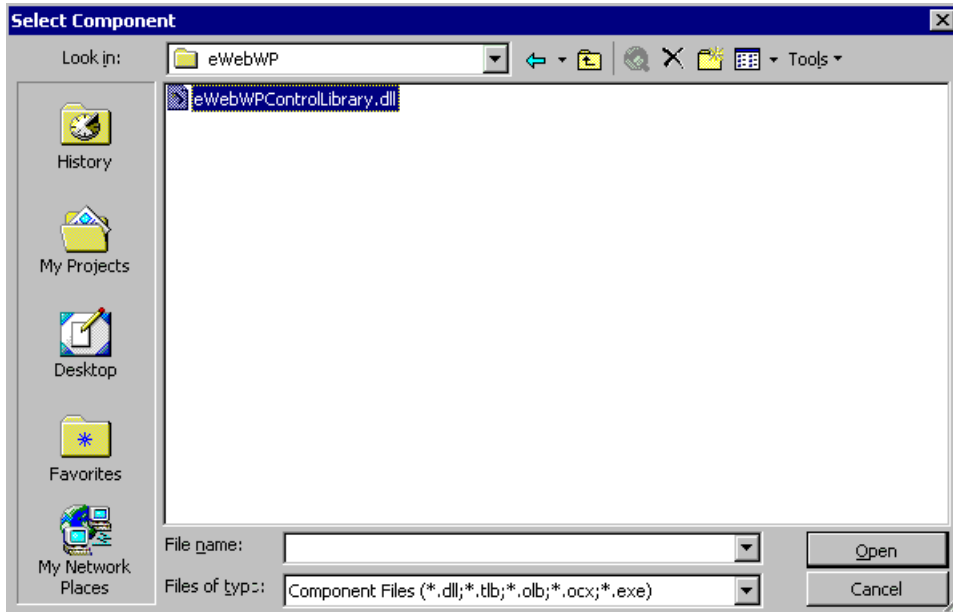 Select Component
Look in:
eWebWP
Tools
eWebWPControlLibrary.dll
History
My Projects
Desktop
Favorites
My Network
Places
File name:
Open
Files of type:
Component Files (*.dll;*.tlb;*.olb;*.ocx;*.exe)
Cancel